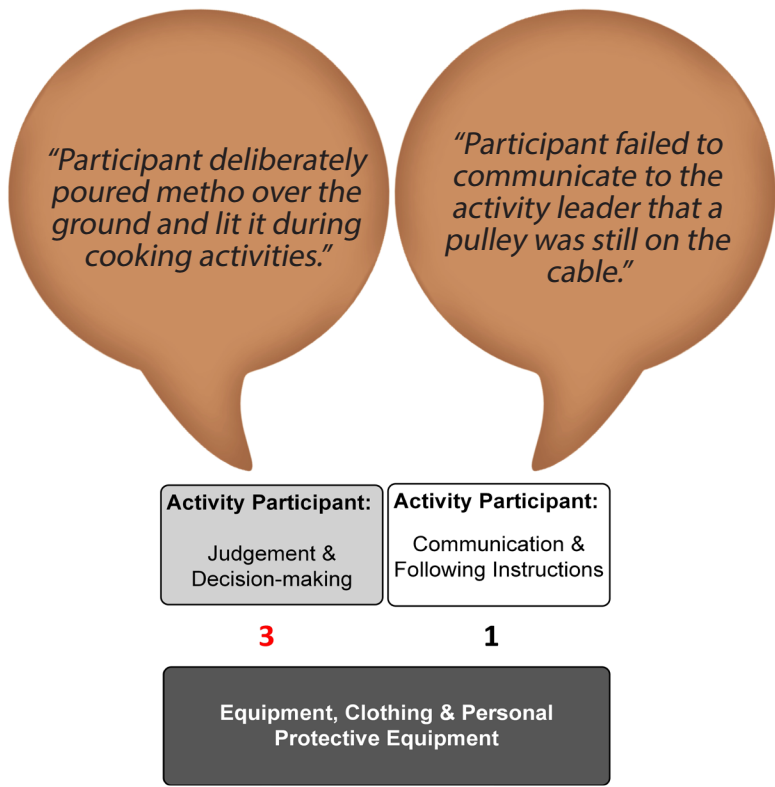 “Participant deliberately
poured metho over the
ground and lit it during
cooking activities.”
“Participant failed to
communicate to the
activity leader that a
pulley was still on the
cable.”
Activity Participant:
Judgement &
Decision-making
Activity Participant:
Communication &
Following Instructions
3
1
Equipment, Clothing & Personal
Protective Equipment